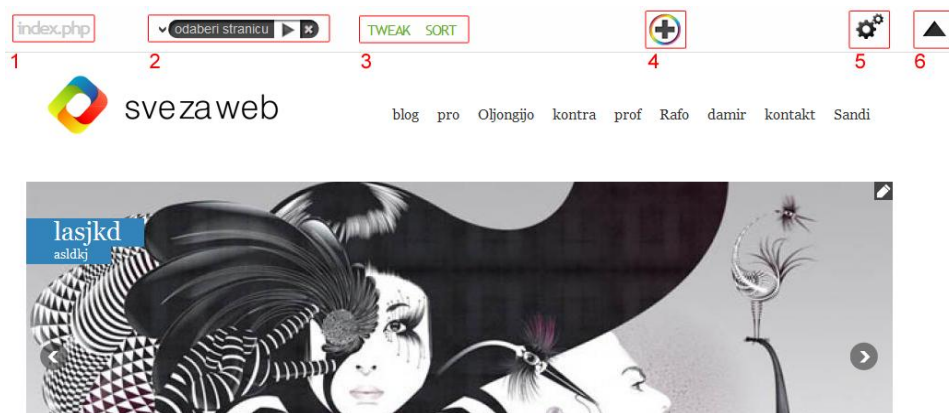 index.php odaberi stranicu TWEAK SORT
1 2 3 4 5 6
svezaweb
blog pro Oljongijo kontra prof Rafo damir kontakt Sandi
lasjkd
asldkj